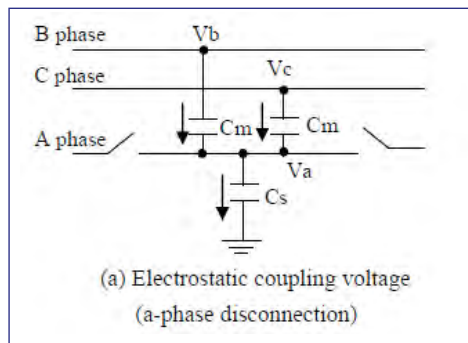 B phase
Vb
C phase
Vc
Cm
Cm
A phase
Va
Cs
(a) Electrostatic coupling voltage
(a-phase disconnection)